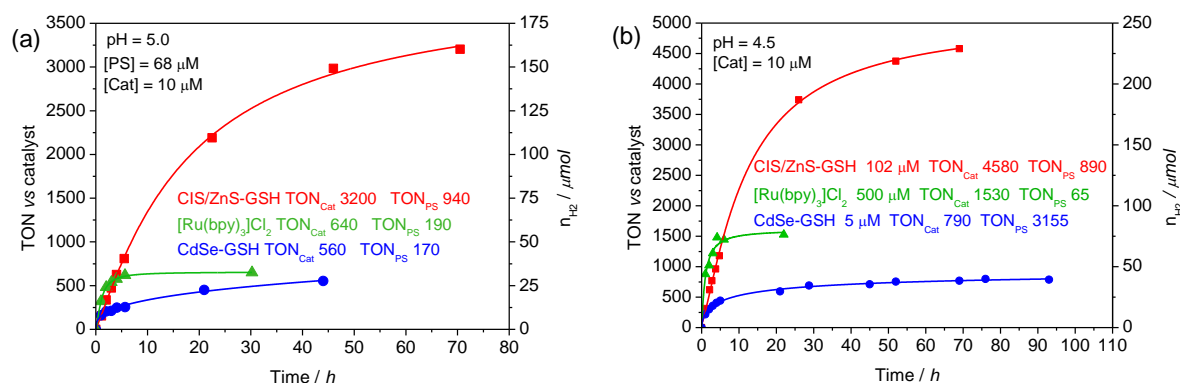 (a)
3500
3000
2500
2000
1500
1000
500
0
TON vs catalyst
pH = 5.0
[PS] = 68 μM
[Cat] = 10 μM
CIS/ZnS-GSH TON_Cat 3200 TON_PS 940
[Ru(bpy)₃]Cl₂ TON_Cat 640 TON_PS 190
CdSe-GSH TON_Cat 560 TON_PS 170
175
150
125
100
75
50
25
0
n_H2 / μmol
0 10 20 30 40 50 60 70 80
Time / h
(b)
5000
4500
4000
3500
3000
2500
2000
1500
1000
500
0
TON vs catalyst
pH = 4.5
[Cat] = 10 μM
CIS/ZnS-GSH 102 μM TON_Cat 4580 TON_PS 890
[Ru(bpy)₃]Cl₂ 500 μM TON_Cat 1530 TON_PS 65
CdSe-GSH 5 μM TON_Cat 790 TON_PS 3155
250
200
150
100
50
0
n_H2 / μmol
0 10 20 30 40 50 60 70 80 90 100 110
Time / h